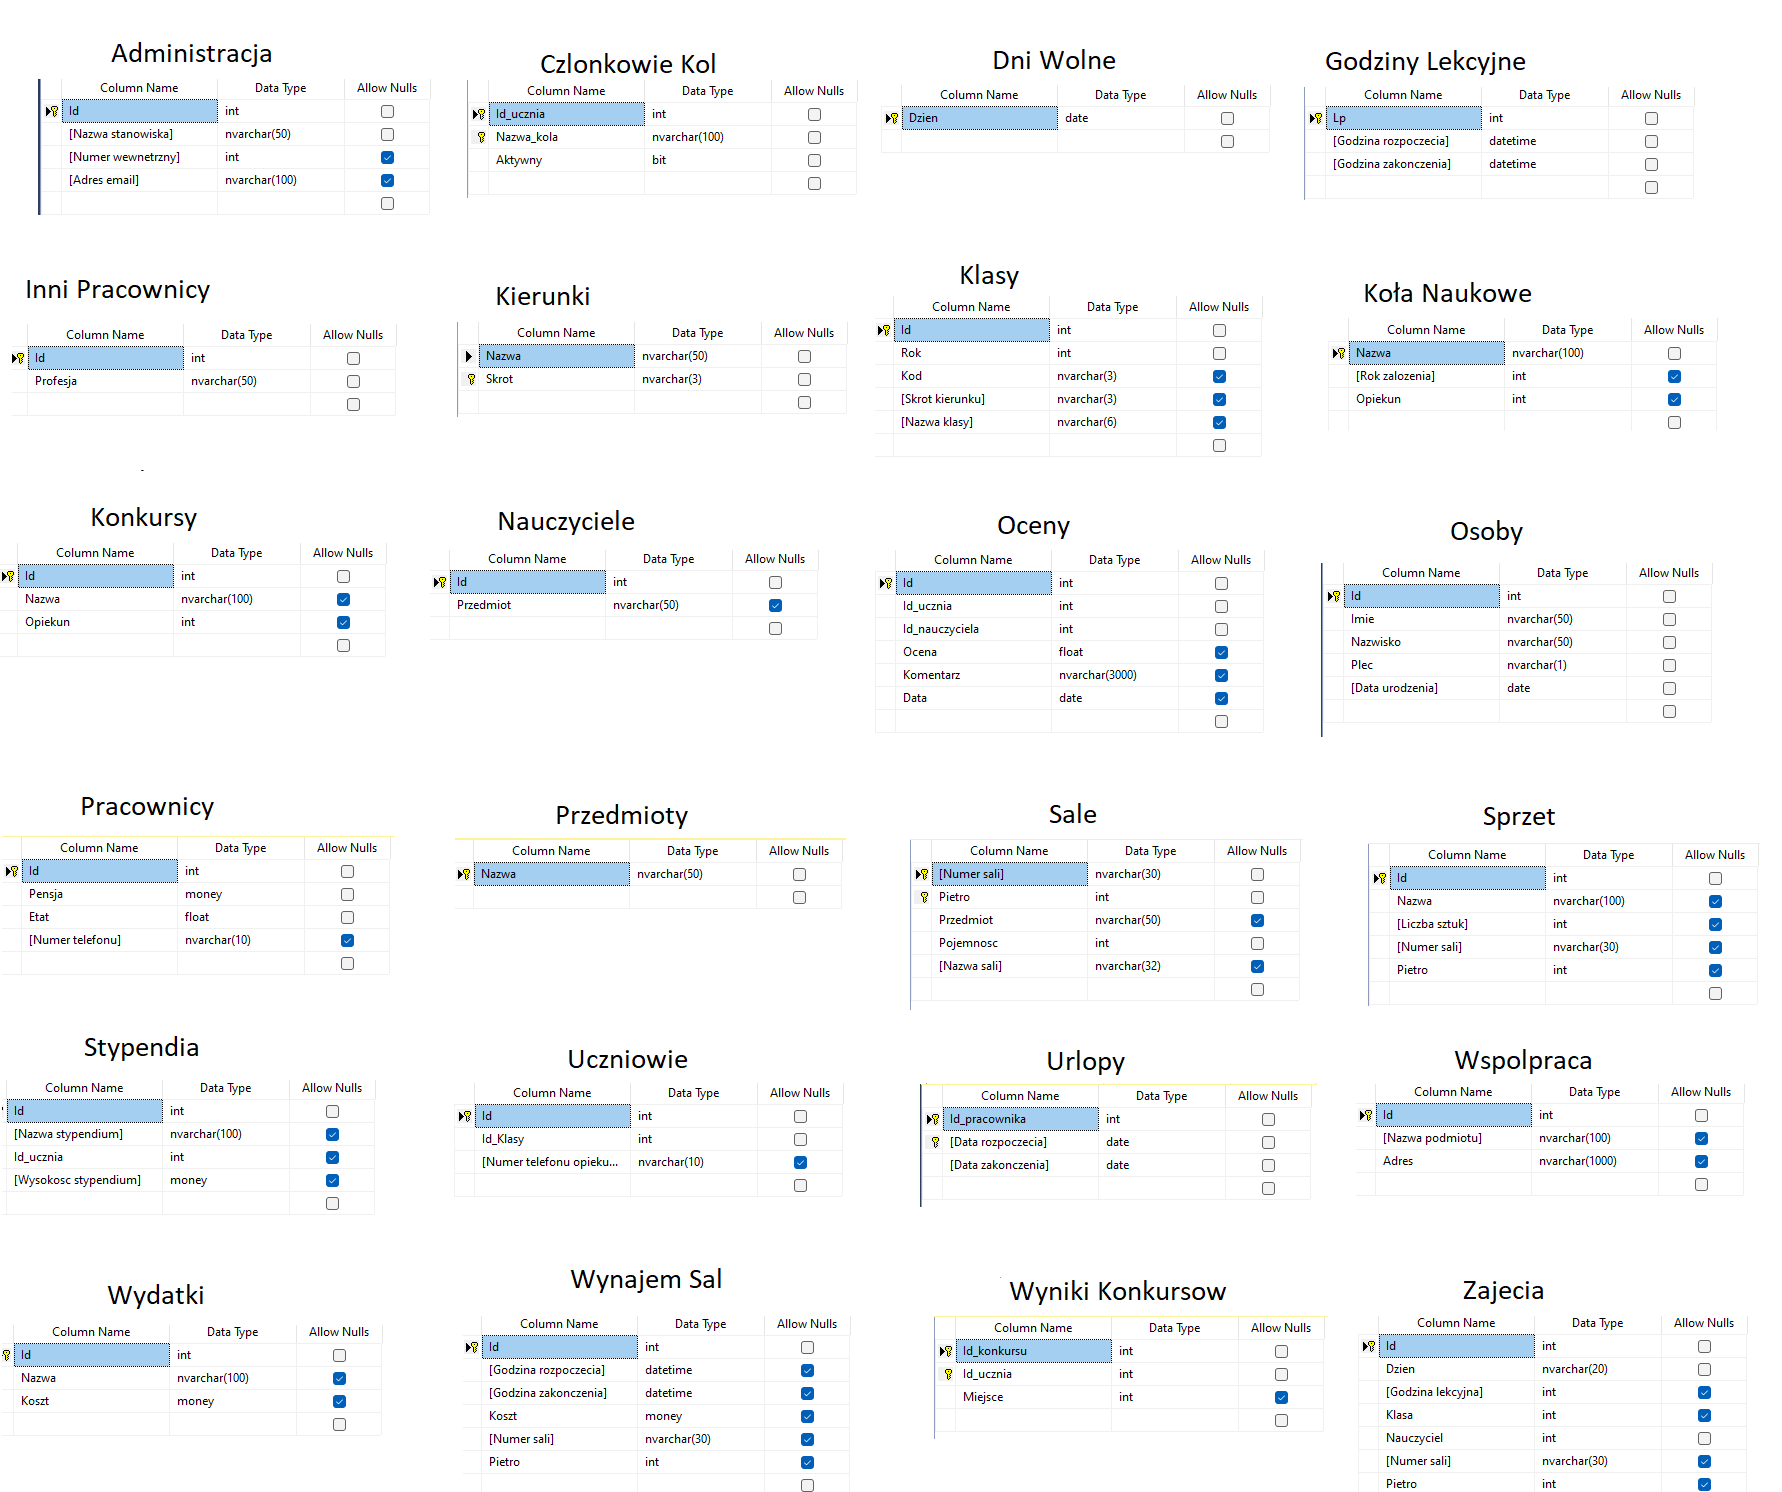 Administracja
Column Name Data Type Allow Nulls
Id int
[Nazwa stanowiska] nvarchar(50)
[Numer wewnetrzny] int
[Adres email] nvarchar(100)
Czlonkowie Kol
Column Name Data Type Allow Nulls
Id_ucznia int
Nazwa_kola nvarchar(100)
Aktywny bit
Dni Wolne
Column Name Data Type Allow Nulls
Dzien date
Godziny Lekcyjne
Column Name Data Type Allow Nulls
Lp int
[Godzina rozpoczecia] datetime
[Godzina zakonczenia] datetime
Inni Pracownicy
Column Name Data Type Allow Nulls
Id int
Profesja nvarchar(50)
Kierunki
Column Name Data Type Allow Nulls
Nazwa nvarchar(50)
Skrot nvarchar(3)
Klasy
Column Name Data Type Allow Nulls
Id int
Rok int
Kod nvarchar(3)
[Skrot kierunku] nvarchar(3)
[Nazwa klasy] nvarchar(6)
Koła Naukowe
Column Name Data Type Allow Nulls
Nazwa nvarchar(100)
[Rok zalozenia] int
Opiekun int
Konkursy
Column Name Data Type Allow Nulls
Id int
Nazwa nvarchar(100)
Opiekun int
Nauczyciele
Column Name Data Type Allow Nulls
Id int
Przedmiot nvarchar(50)
Oceny
Column Name Data Type Allow Nulls
Id int
Id_ucznia int
Id_nauczyciela int
Ocena float
Komentarz nvarchar(3000)
Data date
Osoby
Column Name Data Type Allow Nulls
Id int
Imie nvarchar(50)
Nazwisko nvarchar(50)
Plec nvarchar(1)
[Data urodzenia] date
Pracownicy
Column Name Data Type Allow Nulls
Id int
Pensja money
Etat float
[Numer telefonu] nvarchar(10)
Przedmioty
Column Name Data Type Allow Nulls
Nazwa nvarchar(50)
Sale
Column Name Data Type Allow Nulls
[Numer sali] nvarchar(30)
Pietro int
Przedmiot nvarchar(50)
Pojemnosc int
[Nazwa sali] nvarchar(32)
Sprzet
Column Name Data Type Allow Nulls
Id int
Nazwa nvarchar(100)
[Liczba sztuk] int
[Numer sali] nvarchar(30)
Pietro int
Stypendia
Column Name Data Type Allow Nulls
Id int
[Nazwa stypendium] nvarchar(100)
Id_ucznia int
[Wysokosc stypendium] money
Uczniowie
Column Name Data Type Allow Nulls
Id int
Id_Klasy int
[Numer telefonu opieku... nvarchar(10)
Urlopy
Column Name Data Type Allow Nulls
Id_pracownika int
[Data rozpoczecia] date
[Data zakonczenia] date
Wspolpraca
Column Name Data Type Allow Nulls
Id int
[Nazwa podmiotu] nvarchar(100)
Adres nvarchar(1000)
Wydatki
Column Name Data Type Allow Nulls
Id int
Nazwa nvarchar(100)
Koszt money
Wynajem Sal
Column Name Data Type Allow Nulls
Id int
[Godzina rozpoczecia] datetime
[Godzina zakonczenia] datetime
Koszt money
[Numer sali] nvarchar(30)
Pietro int
Wyniki Konkursow
Column Name Data Type Allow Nulls
Id_konkursu int
Id_ucznia int
Miejsce int
Zajecia
Column Name Data Type Allow Nulls
Id int
Dzien nvarchar(20)
[Godzina lekcyjna] int
Klasa int
Nauczyciel int
[Numer sali] nvarchar(30)
Pietro int